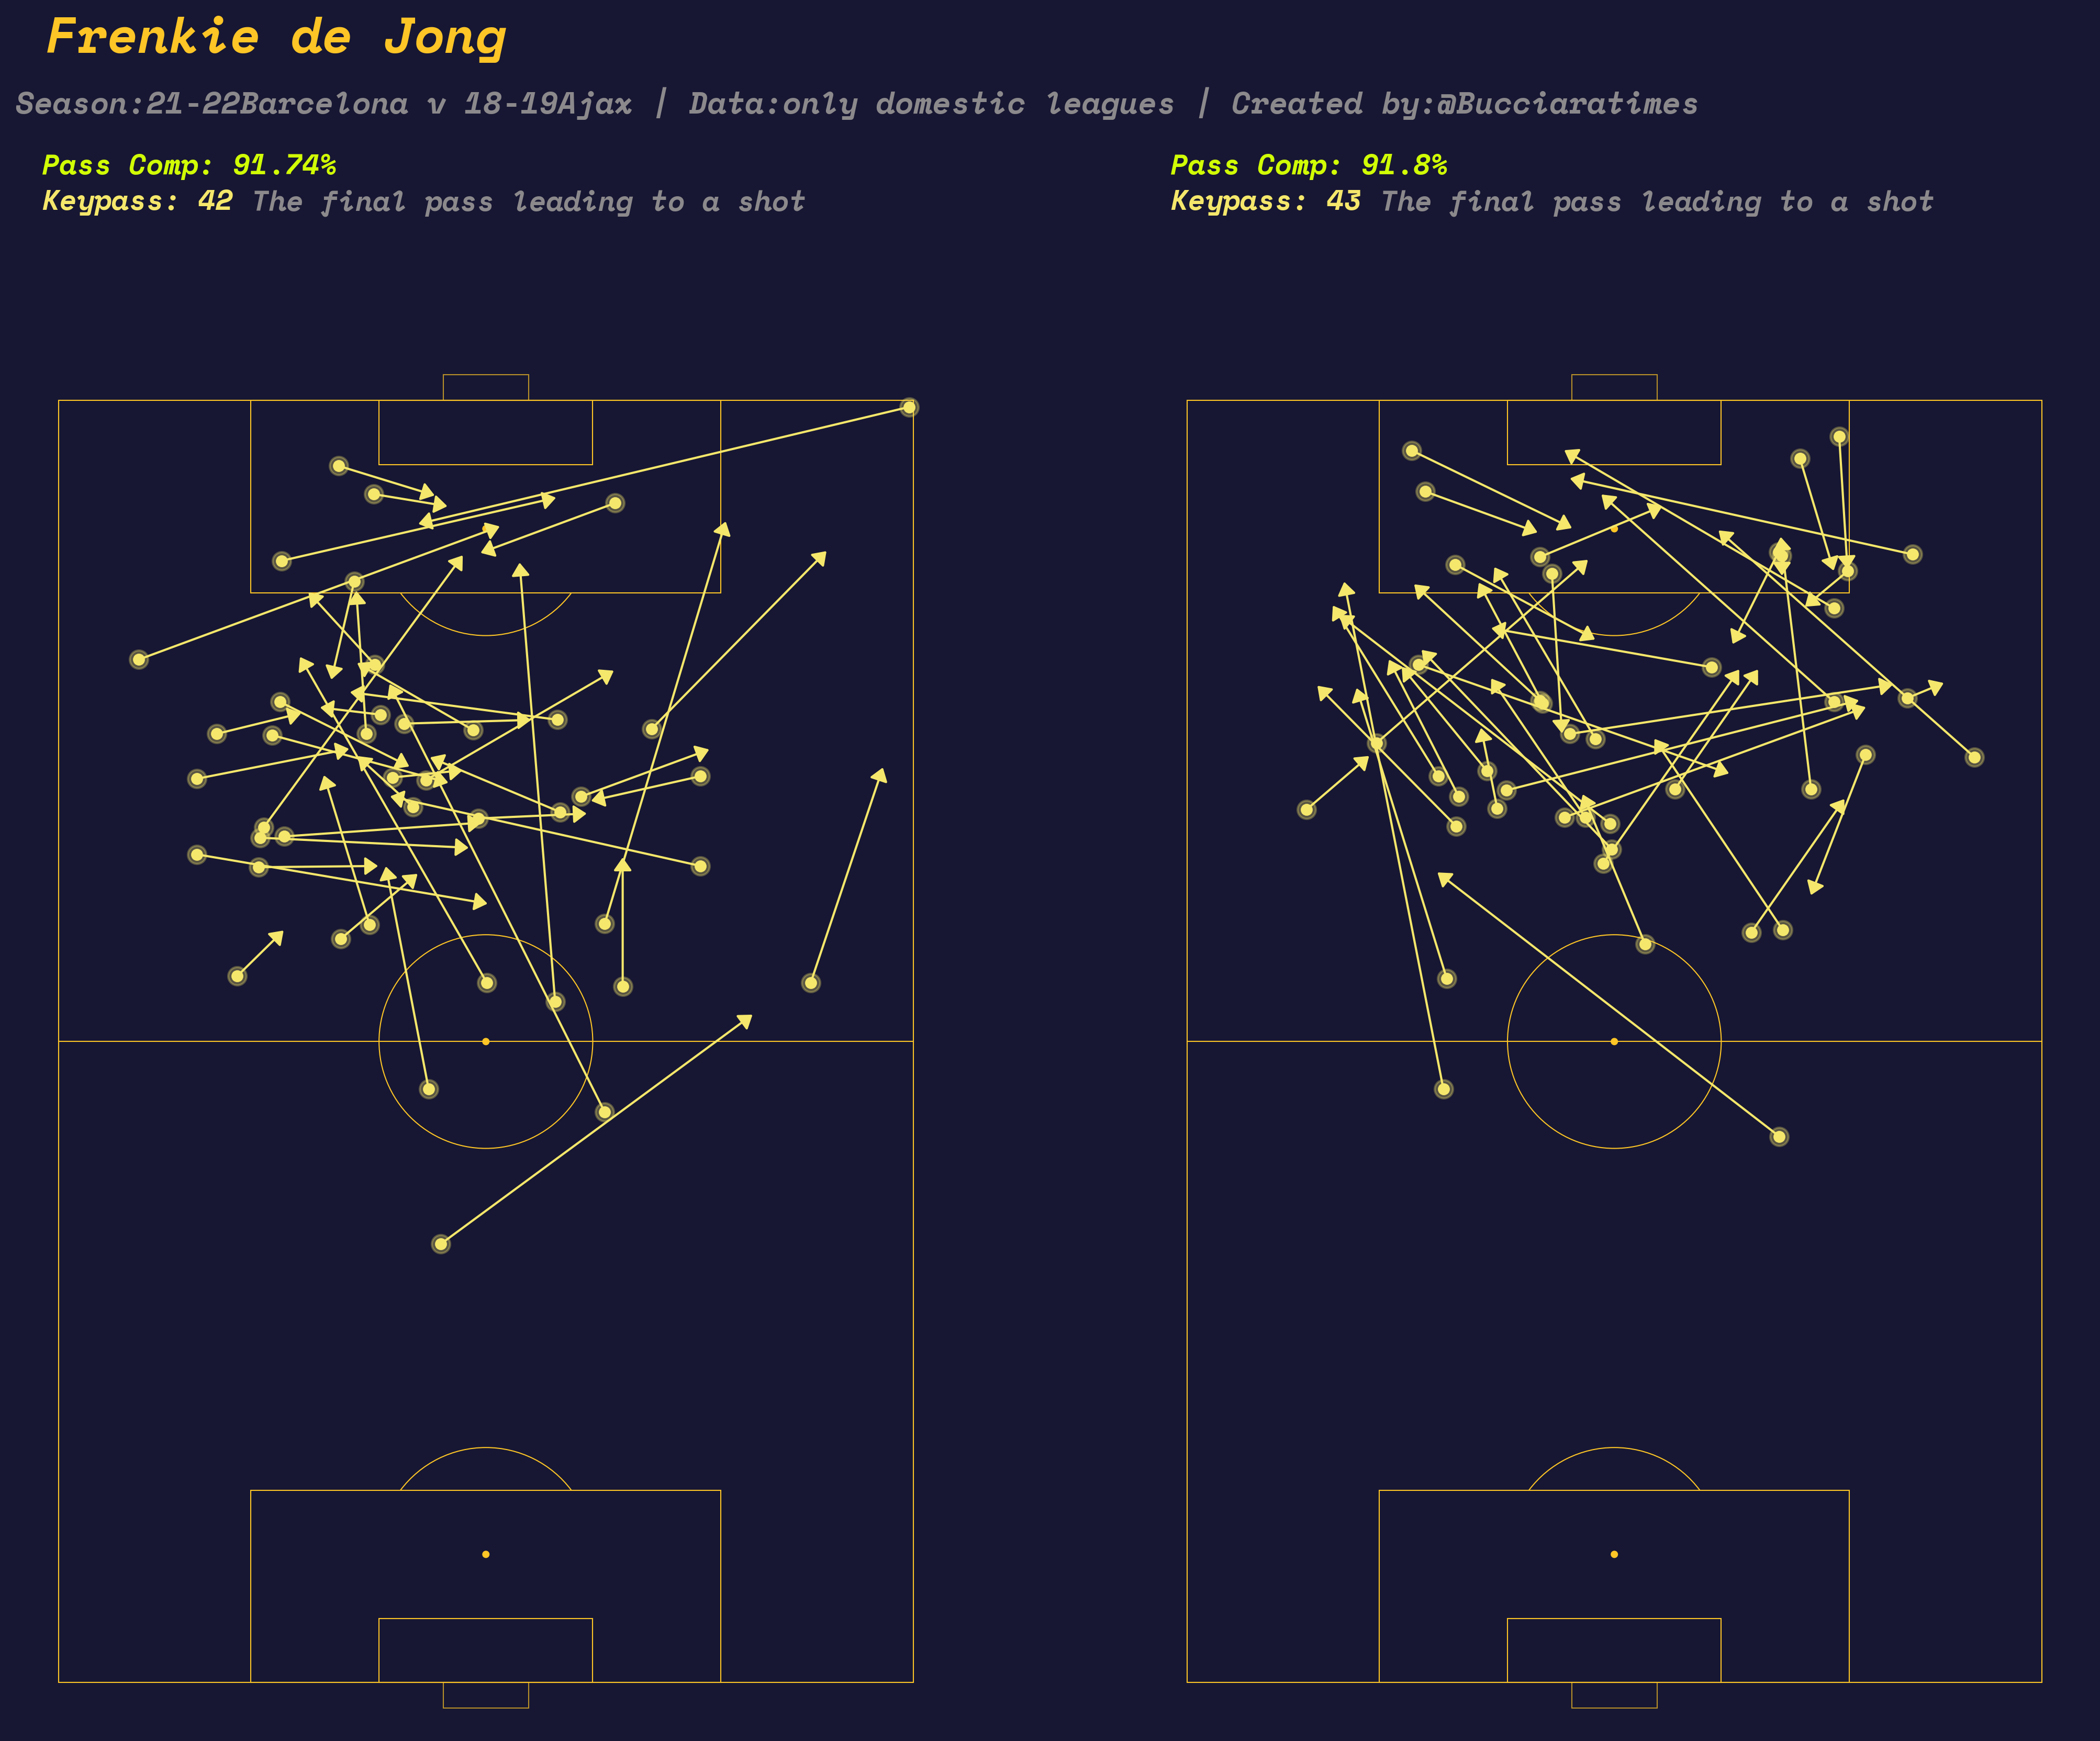 Frenkie de Jong
Season:21-22Barcelona v 18-19Ajax | Data:only domestic leagues | Created by:@Bucciaratimes
Pass Comp: 91.74%
Keypass: 42 The final pass leading to a shot
Pass Comp: 91.8%
Keypass: 43 The final pass leading to a shot